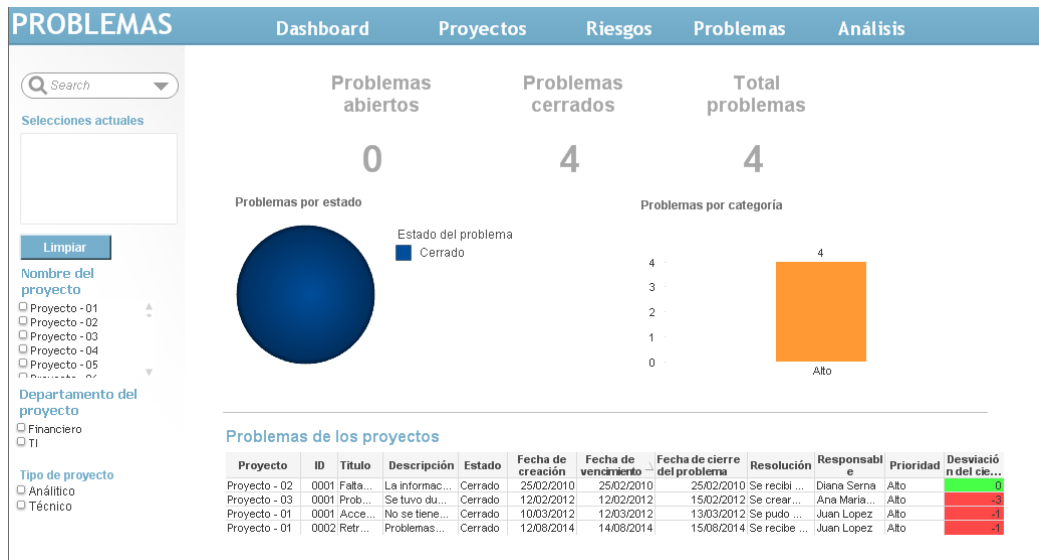 PROBLEMAS
Dashboard Proyectos Riesgos Problemas Análisis
Search
Selecciones actuales
Limpiar
Nombre del
proyecto
Proyecto - 01
Proyecto - 02
Proyecto - 03
Proyecto - 04
Proyecto - 05
Departamento del
proyecto
Financiero
TI
Tipo de proyecto
Análitico
Técnico
Problemas
abiertos
0
Problemas
cerrados
4
Total
problemas
4
Problemas por estado
Estado del problema
Cerrado
Problemas por categoría
4
4
3
2
1
0
Alto
Problemas de los proyectos
Proyecto ID Titulo Descripción Estado Fecha de creación Fecha de vencimiento Fecha de cierre del problema Resolución Responsabl e Prioridad Desviació n del cie...
Proyecto - 02 0001 Falta... La informac... Cerrado 25/02/2010 25/02/2010 25/02/2010 Se recibi ... Diana Serna Alto 0
Proyecto - 03 0001 Prob... Se tuvo du... Cerrado 12/02/2012 12/02/2012 15/02/2012 Se crear... Ana Maria... Alto -3
Proyecto - 01 0001 Acce... No se tiene... Cerrado 10/03/2012 12/03/2012 13/03/2012 Se pudo ... Juan Lopez Alto -1
Proyecto - 01 0002 Retr... Problemas... Cerrado 12/08/2014 14/08/2014 15/08/2014 Se recibe ... Juan Lopez Alto -1